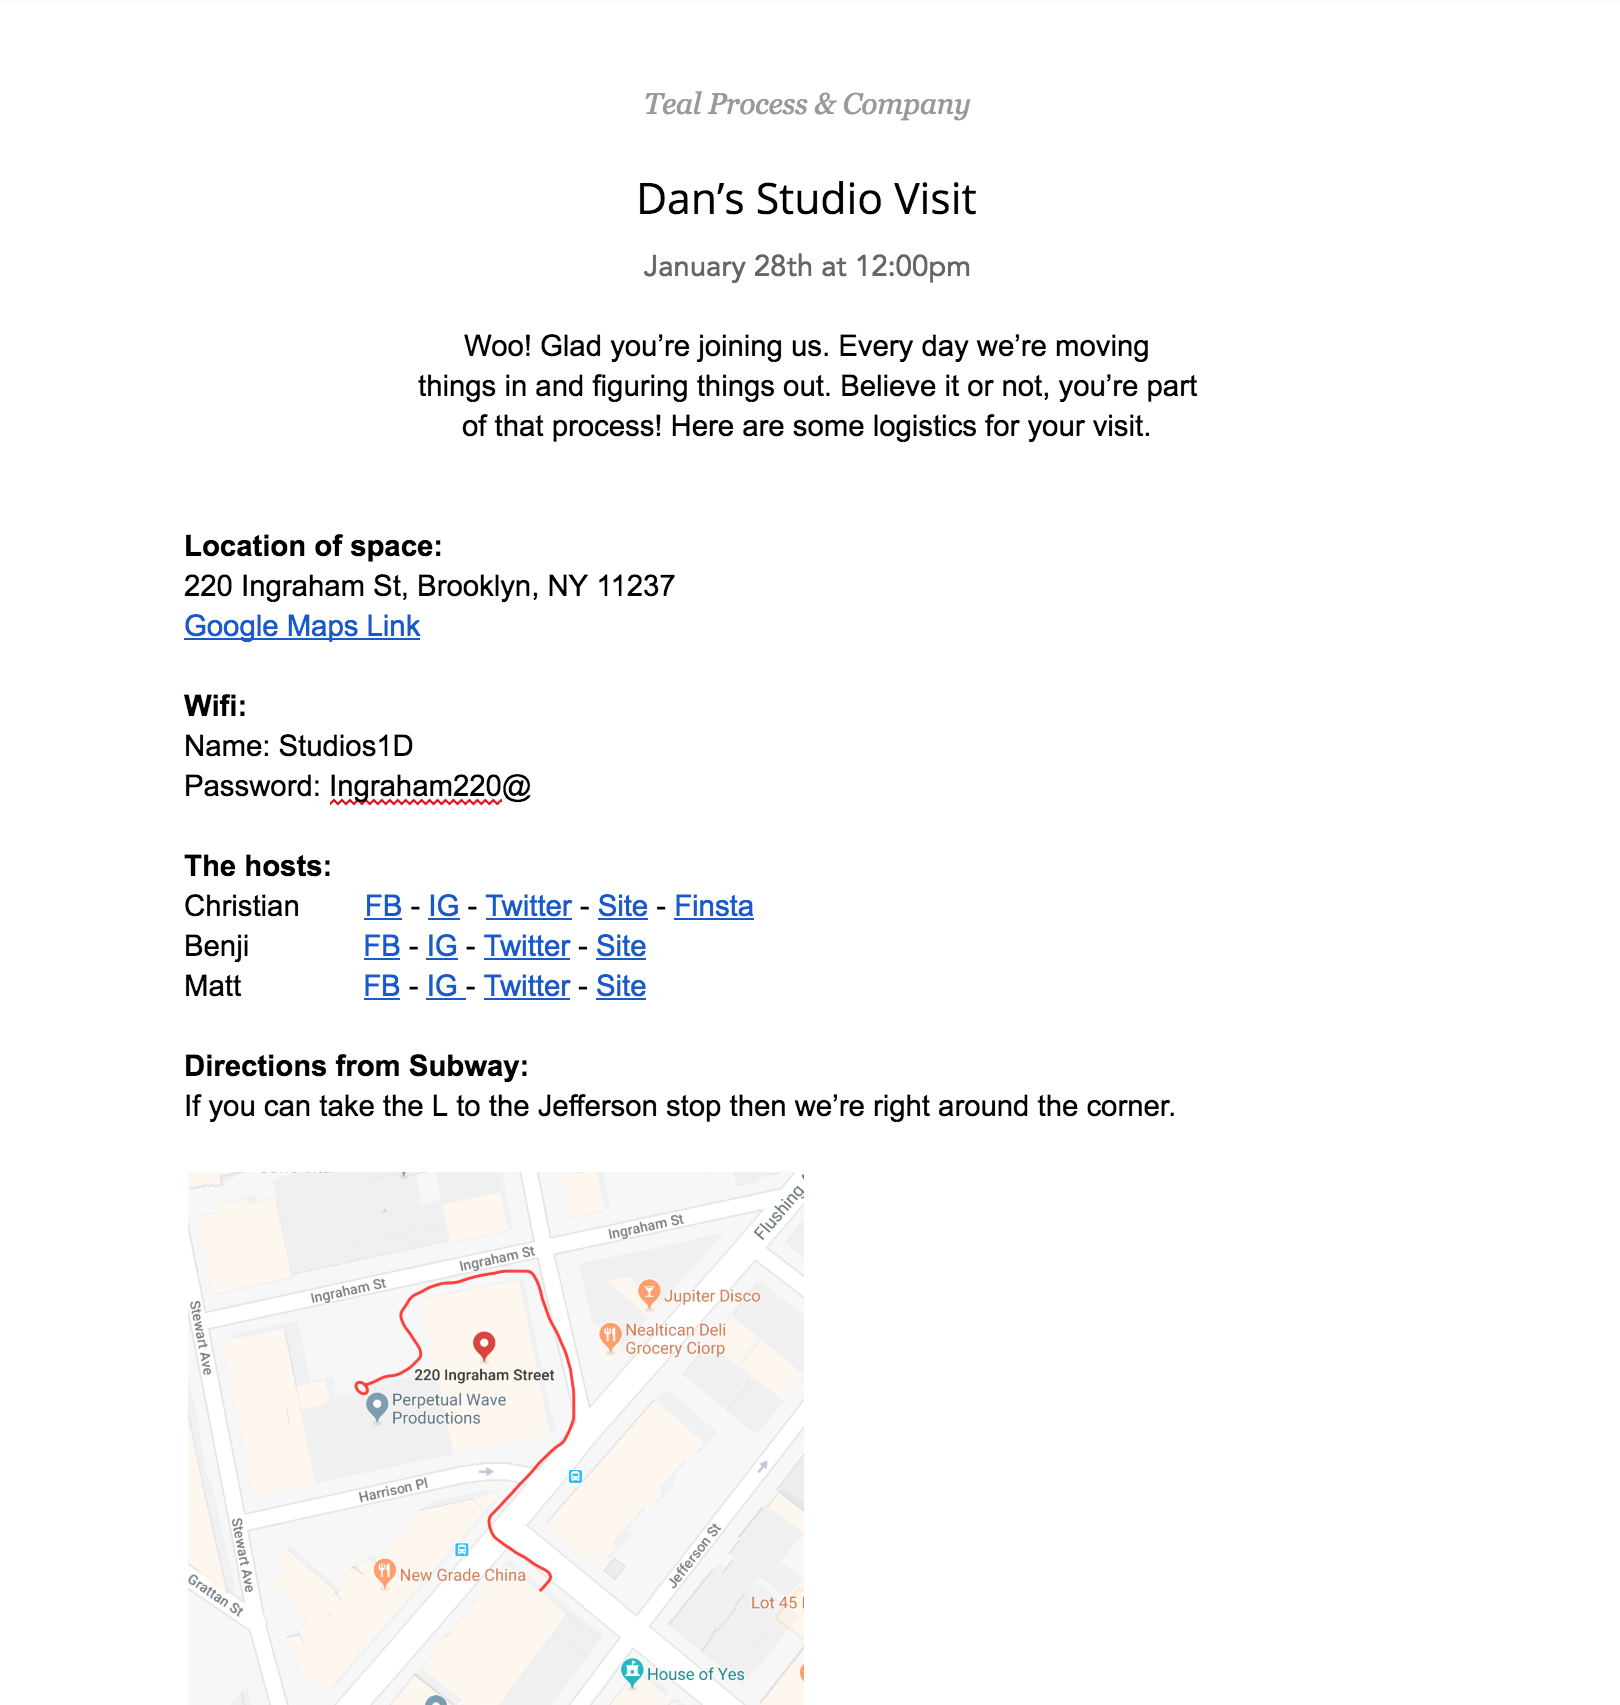 Teal Process & Company
Dan’s Studio Visit
January 28th at 12:00pm
Woo! Glad you’re joining us. Every day we’re moving
things in and figuring things out. Believe it or not, you’re part
of that process! Here are some logistics for your visit.
Location of space:
220 Ingraham St, Brooklyn, NY 11237
Google Maps Link
Wifi:
Name: Studios1D
Password: Ingraham220@
The hosts:
Christian FB - IG - Twitter - Site - Finsta
Benji FB - IG - Twitter - Site
Matt FB - IG - Twitter - Site
Directions from Subway:
If you can take the L to the Jefferson stop then we’re right around the corner.
Flushing
Ingraham St
Ingraham St
Ingraham St
Stewart Ave
Jupiter Disco
Nealtican Deli
Grocery Ciorp
220 Ingraham Street
Perpetual Wave
Productions
Harrison Pl
Stewart Ave
Jefferson St
New Grade China
Grattan St
Lot 45
House of Yes